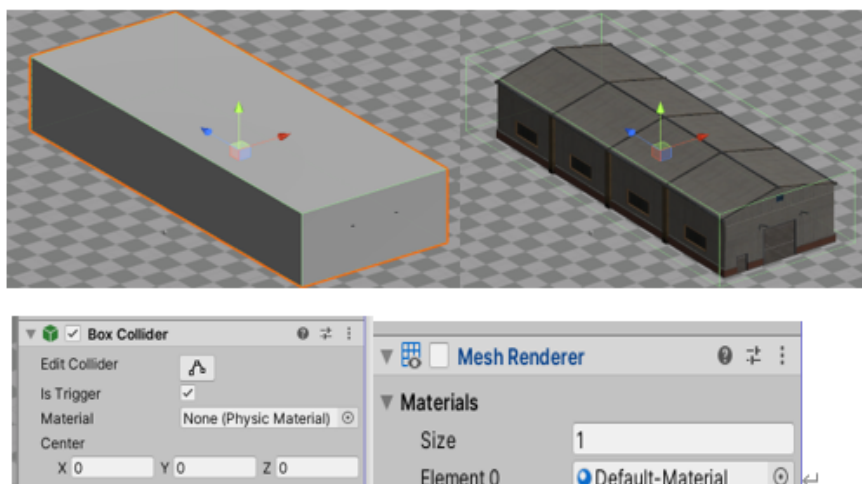 Box Collider
Edit Collider
Is Trigger
Material None (Physic Material)
Center
X 0 Y 0 Z 0
Mesh Renderer
Materials
Size 1
Element 0 Default-Material